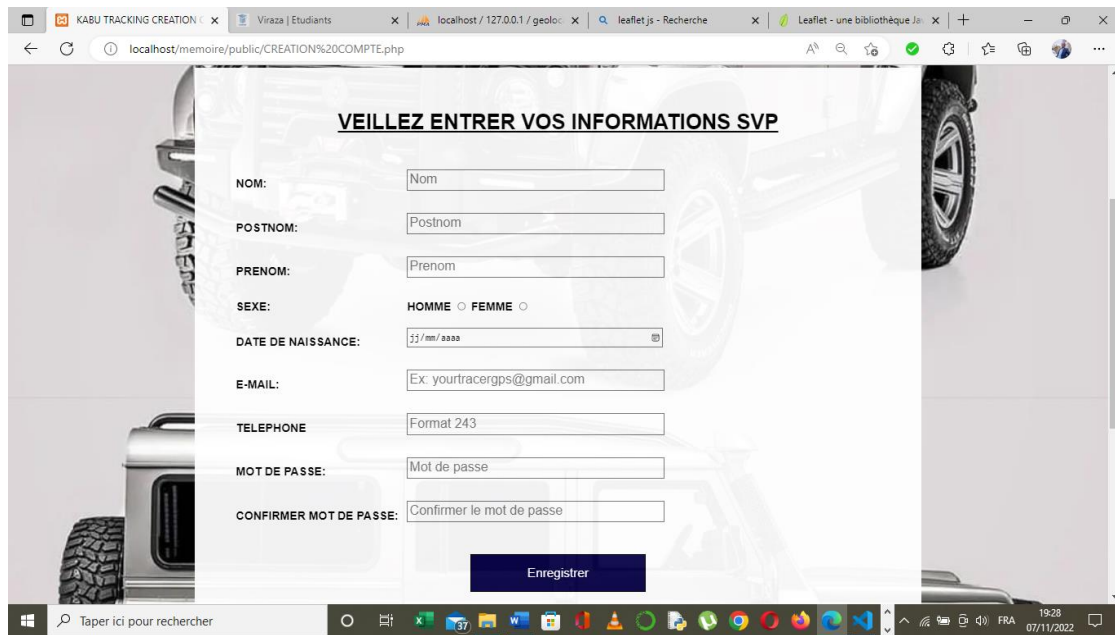 KABU TRACKING CREATION C
Viraza | Etudiants
localhost / 127.0.0.1 / geoloc
leaflet js - Recherche
Leaflet - une bibliothèque Ja
localhost/memoire/public/CREATION%20COMPTE.php
VEILLEZ ENTRER VOS INFORMATIONS SVP
NOM: Nom
POSTNOM: Postnom
PRENOM: Prenom
SEXE: HOMME FEMME
DATE DE NAISSANCE: jj/mm/aaaa
E-MAIL: Ex: yourtracergps@gmail.com
TELEPHONE Format 243
MOT DE PASSE: Mot de passe
CONFIRMER MOT DE PASSE: Confirmer le mot de passe
Enregistrer
Taper ici pour rechercher
37
FRA
19:28
07/11/2022